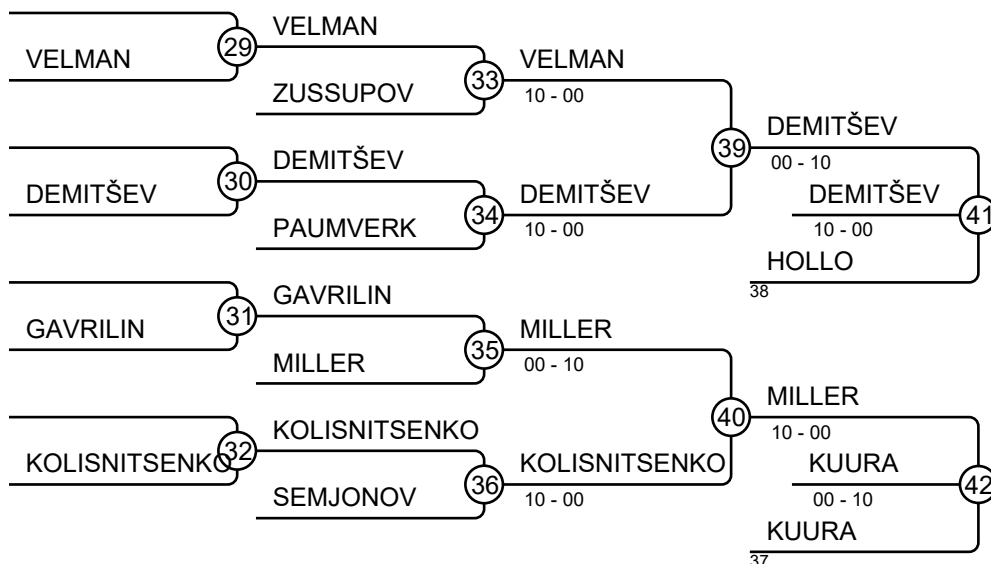 VELMAN
29
VELMAN
ZUSSUPOV
33
VELMAN
10 - 00
DEMITŠEV
30
DEMITŠEV
PAUMVERK
34
DEMITŠEV
10 - 00
39
DEMITŠEV
00 - 10
DEMITŠEV
10 - 00
41
HOLLO
38
GAVRILIN
31
GAVRILIN
MILLER
35
MILLER
00 - 10
KOLISNITSENKO
32
KOLISNITSENKO
SEMJONOV
36
KOLISNITSENKO
10 - 00
40
MILLER
10 - 00
KUURA
00 - 10
42
KUURA
37